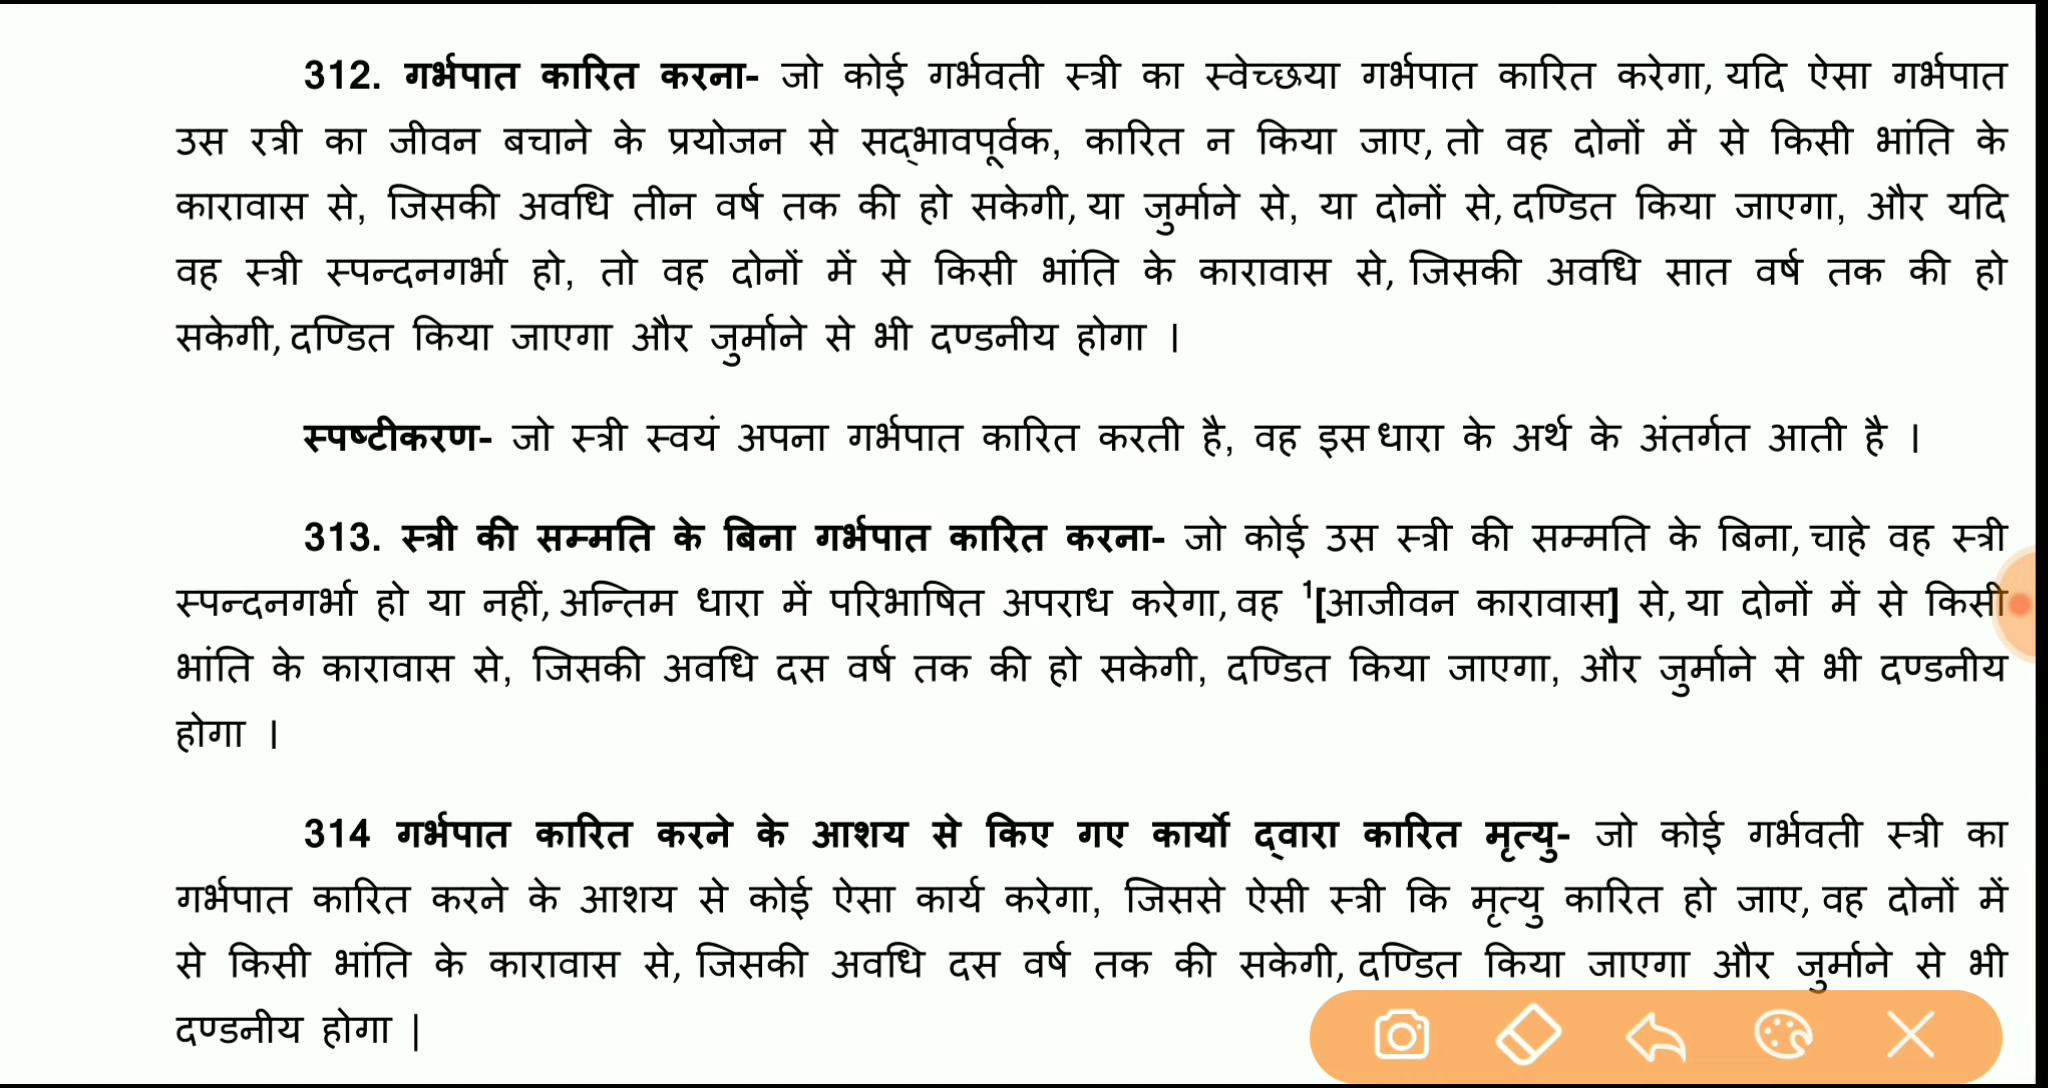 312. गर्भपात कारित करना- जो कोई गर्भवती स्त्री का स्वेच्छया गर्भपात कारित करेगा, यदि ऐसा गर्भपात
उस रत्री का जीवन बचाने के प्रयोजन से सद्भावपूर्वक, कारित न किया जाए, तो वह दोनों में से किसी भांति के
कारावास से, जिसकी अवधि तीन वर्ष तक की हो सकेगी, या जुर्माने से, या दोनों से, दण्डित किया जाएगा, और यदि
वह स्त्री स्पन्दनगर्भा हो, तो वह दोनों में से किसी भांति के कारावास से, जिसकी अवधि सात वर्ष तक की हो
सकेगी, दण्डित किया जाएगा और जुर्माने से भी दण्डनीय होगा ।
स्पष्टीकरण- जो स्त्री स्वयं अपना गर्भपात कारित करती है, वह इस धारा के अर्थ के अंतर्गत आती है ।
313. स्त्री की सम्मति के बिना गर्भपात कारित करना- जो कोई उस स्त्री की सम्मति के बिना, चाहे वह स्त्री
स्पन्दनगर्भा हो या नहीं, अन्तिम धारा में परिभाषित अपराध करेगा, वह ¹[आजीवन कारावास] से, या दोनों में से किसी
भांति के कारावास से, जिसकी अवधि दस वर्ष तक की हो सकेगी, दण्डित किया जाएगा, और जुर्माने से भी दण्डनीय
होगा ।
314 गर्भपात कारित करने के आशय से किए गए कार्यो द्वारा कारित मृत्यु- जो कोई गर्भवती स्त्री का
गर्भपात कारित करने के आशय से कोई ऐसा कार्य करेगा, जिससे ऐसी स्त्री कि मृत्यु कारित हो जाए, वह दोनों में
से किसी भांति के कारावास से, जिसकी अवधि दस वर्ष तक की सकेगी, दण्डित किया जाएगा और जुर्माने से भी
दण्डनीय होगा |